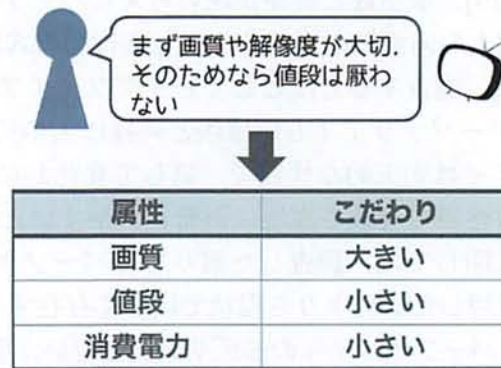 まず画質や解像度が大切.
そのためなら値段は厭わ
ない
属性 こだわり
画質 大きい
値段 小さい
消費電力 小さい